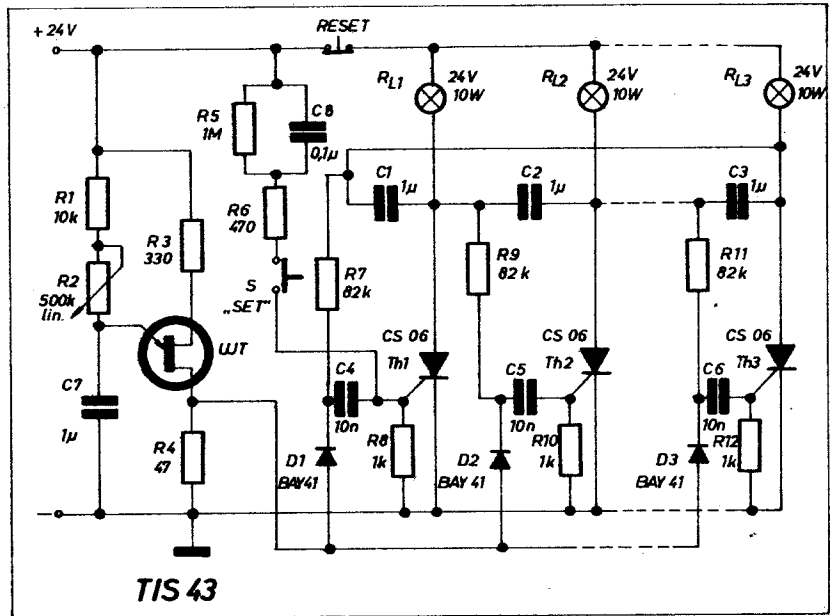 + 24V
RESET
RL1
24V
10W
RL2
24V
10W
RL3
24V
10W
R5
1M
C8
0,1µ
R1
10k
R3
330
R6
470
C1
1µ
C2
1µ
C3
1µ
R2
500k
lin.
S
„SET"
R7
82k
R9
82k
R11
82k
UJT
CS 06
Th1
CS 06
Th2
CS 06
Th3
C7
1µ
C4
10n
C5
10n
C6
10n
R4
47
R8
1k
R10
1k
R12
1k
D1
BAY41
D2
BAY 41
D3
BAY 41
TIS 43